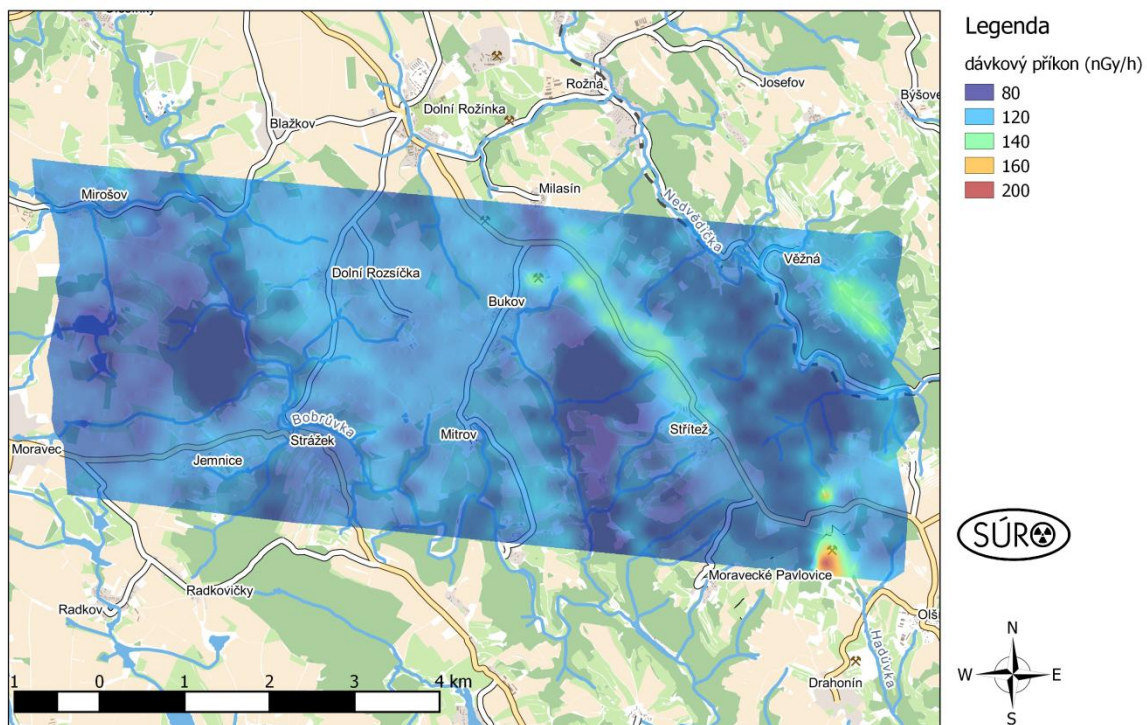 Legenda
dávkový příkon (nGy/h)
80
120
140
160
200
Rožná
Josefov
Dolní Rožínka
Blažkov
Milasín
Mirošov
Nedvědička
Věžná
Dolní Rozsíčka
Bukov
Bobrůvka
Strážek
Mitrov
Střítež
Moravec
Jemnice
Moravecké Pavlovice
Radkov
Radkovičky
Hadůvka
Drahonín
SÚRO
N
W
E
S
1 0 1 2 3 4 km